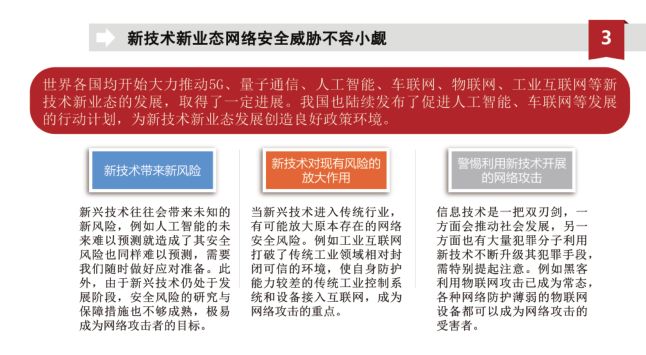 新技术新业态网络安全威胁不容小觑
3
世界各国均开始大力推动5G、量子通信、人工智能、车联网、物联网、工业互联网等新
技术新业态的发展，取得了一定进展。我国也陆续发布了促进人工智能、车联网等发展
的行动计划，为新技术新业态发展创造良好政策环境。
新技术带来新风险
新兴技术往往会带来未知的
新风险，例如人工智能的未
来难以预测就造成了其安全
风险也同样难以预测，需要
我们随时做好应对准备。此
外，由于新兴技术仍处于发
展阶段，安全风险的研究与
保障措施也不够成熟，极易
成为网络攻击者的目标。
新技术对现有风险的
放大作用
当新兴技术进入传统行业，
有可能放大原本存在的网络
安全风险。例如工业互联网
打破了传统工业领域相对封
闭可信的环境，使自身防护
能力较差的传统工业控制系
统和设备接入互联网，成为
网络攻击的重点。
警惕利用新技术开展
的网络攻击
信息技术是一把双刃剑，一
方面会推动社会发展，另一
方面也有大量犯罪分子利用
新技术不断升级其犯罪手段，
需特别提起注意。例如黑客
利用物联网攻击已成为常态，
各种网络防护薄弱的物联网
设备都可以成为网络攻击的
受害者。